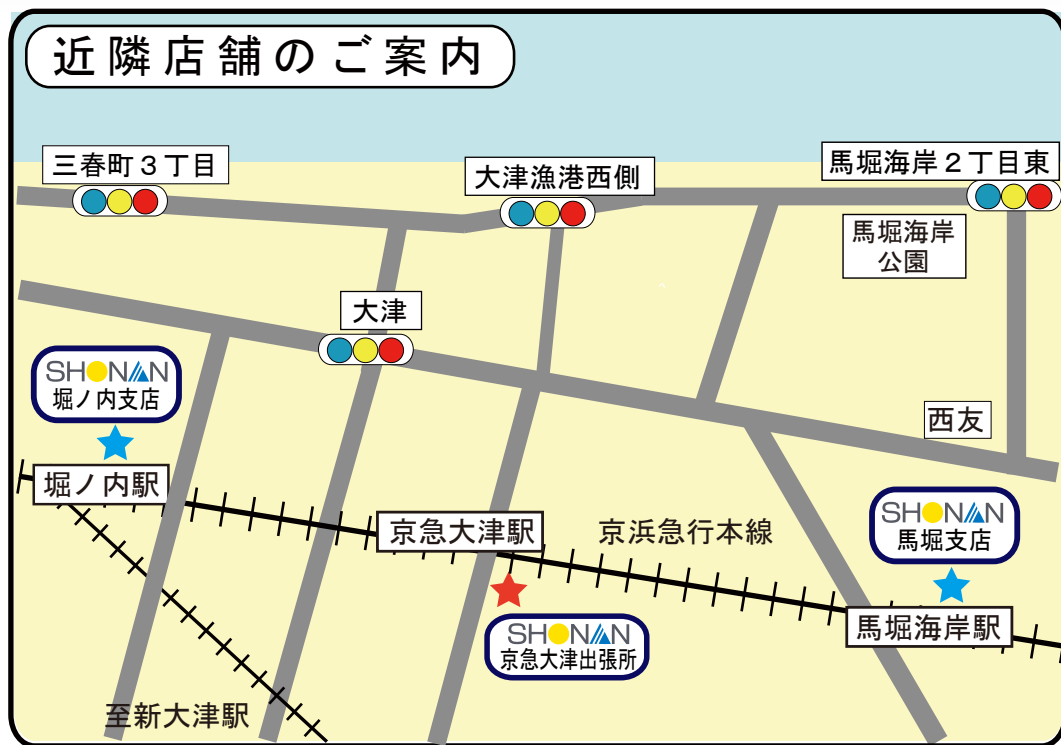 近隣店舗のご案内
三春町３丁目
大津漁港西側
馬堀海岸２丁目東
馬堀海岸
公園
大津
SHONAN
堀ノ内支店
西友
堀ノ内駅
京急大津駅
京浜急行本線
SHONAN
馬堀支店
SHONAN
京急大津出張所
馬堀海岸駅
至新大津駅